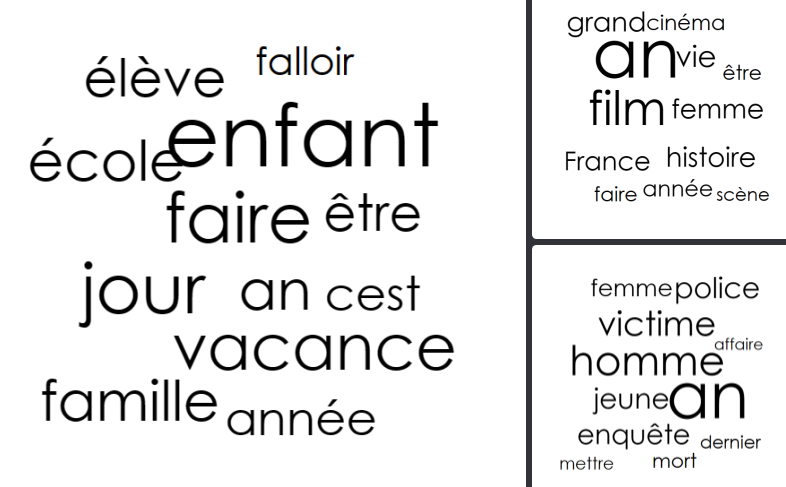 falloir
élève
enfant
école
faire être
jour an cest
vacance
famille
année
grand cinéma
an vie
être
film femme
France histoire
faire année scène
femme police
victime
affaire
homme
jeune an
enquête dernier
mettre mort